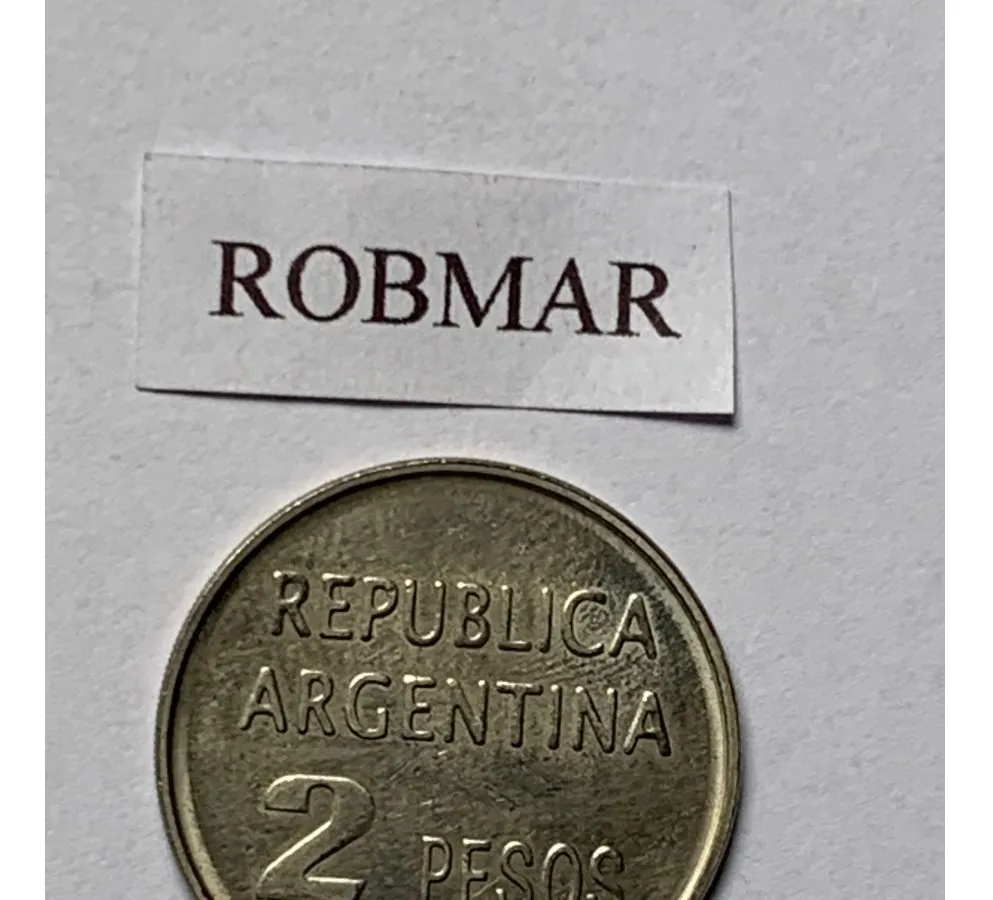 ROBMAR
REPUBLICA
ARGENTINA
2 PESOS